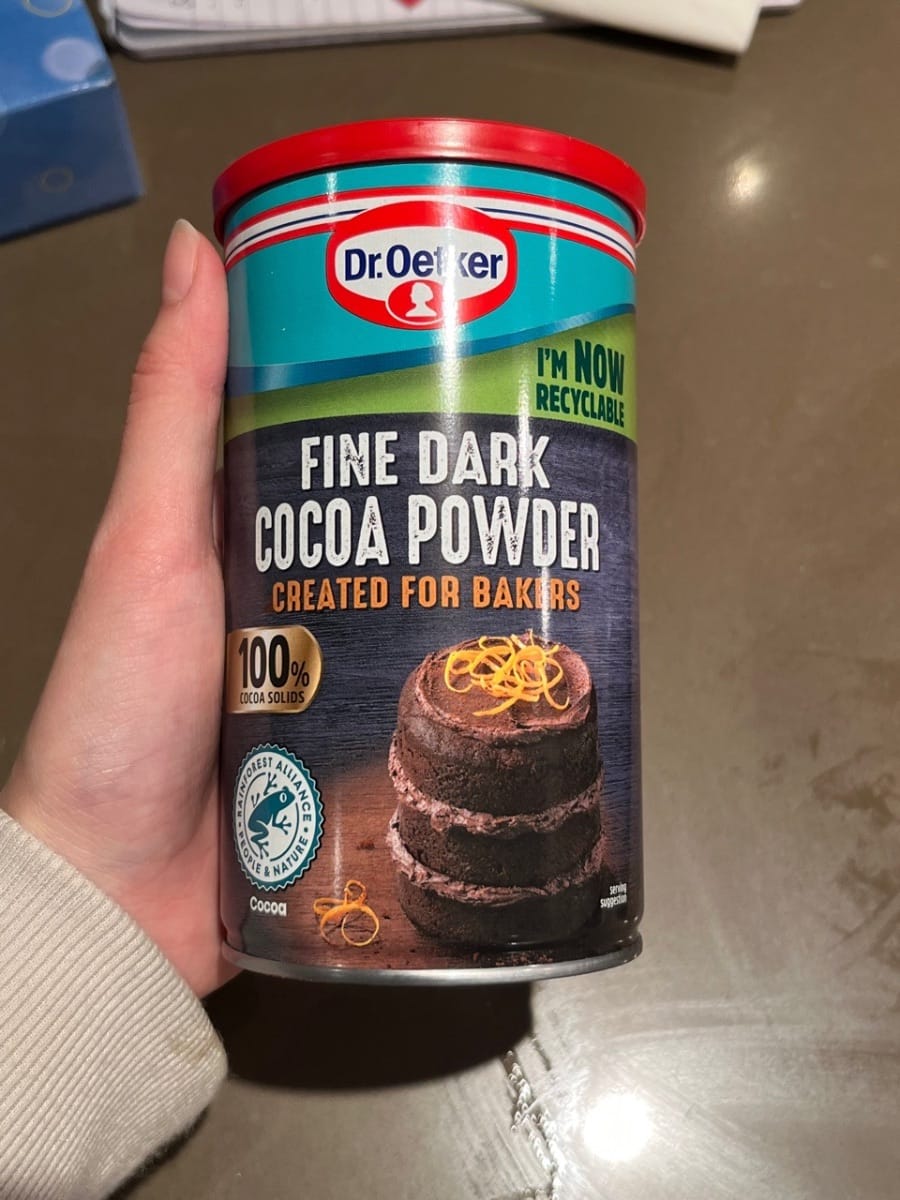 Dr.Oetker
I'M NOW
RECYCLABLE
FINE DARK
COCOA POWDER
CREATED FOR BAKERS
100%
COCOA SOLIDS
RAINFOREST ALLIANCE
PEOPLE & NATURE
Cocoa
serving
suggestion